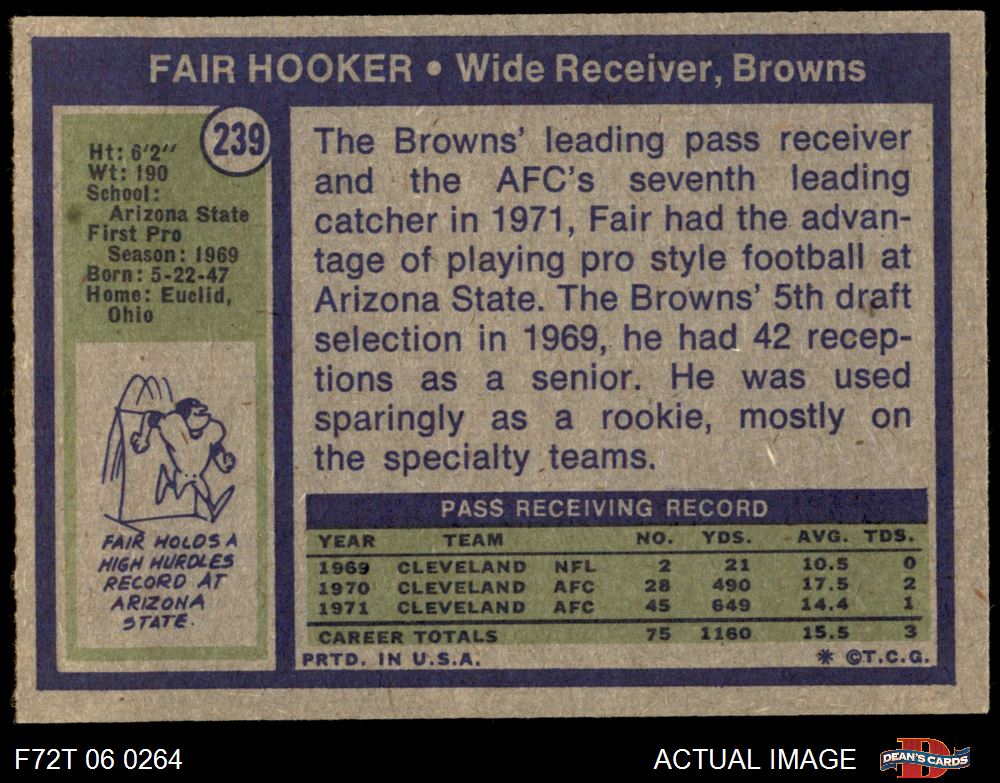 FAIR HOOKER • Wide Receiver, Browns
239
Ht: 6'2"
Wt: 190
School:
Arizona State
First Pro
Season: 1969
Born: 5-22-47
Home: Euclid,
Ohio
FAIR HOLDS A
HIGH HURDLES
RECORD AT
ARIZONA
STATE.
The Browns' leading pass receiver
and the AFC's seventh leading
catcher in 1971, Fair had the advan-
tage of playing pro style football at
Arizona State. The Browns' 5th draft
selection in 1969, he had 42 recep-
tions as a senior. He was used
sparingly as a rookie, mostly on
the specialty teams.
PASS RECEIVING RECORD
YEAR TEAM NO. YDS. AVG. TDS.
1969 CLEVELAND NFL 2 21 10.5 0
1970 CLEVELAND AFC 28 490 17.5 2
1971 CLEVELAND AFC 45 649 14.4 1
CAREER TOTALS 75 1160 15.5 3
PRTD. IN U.S.A. * ©T.C.G.
F72T 06 0264 ACTUAL IMAGE DEAN'S CARDS